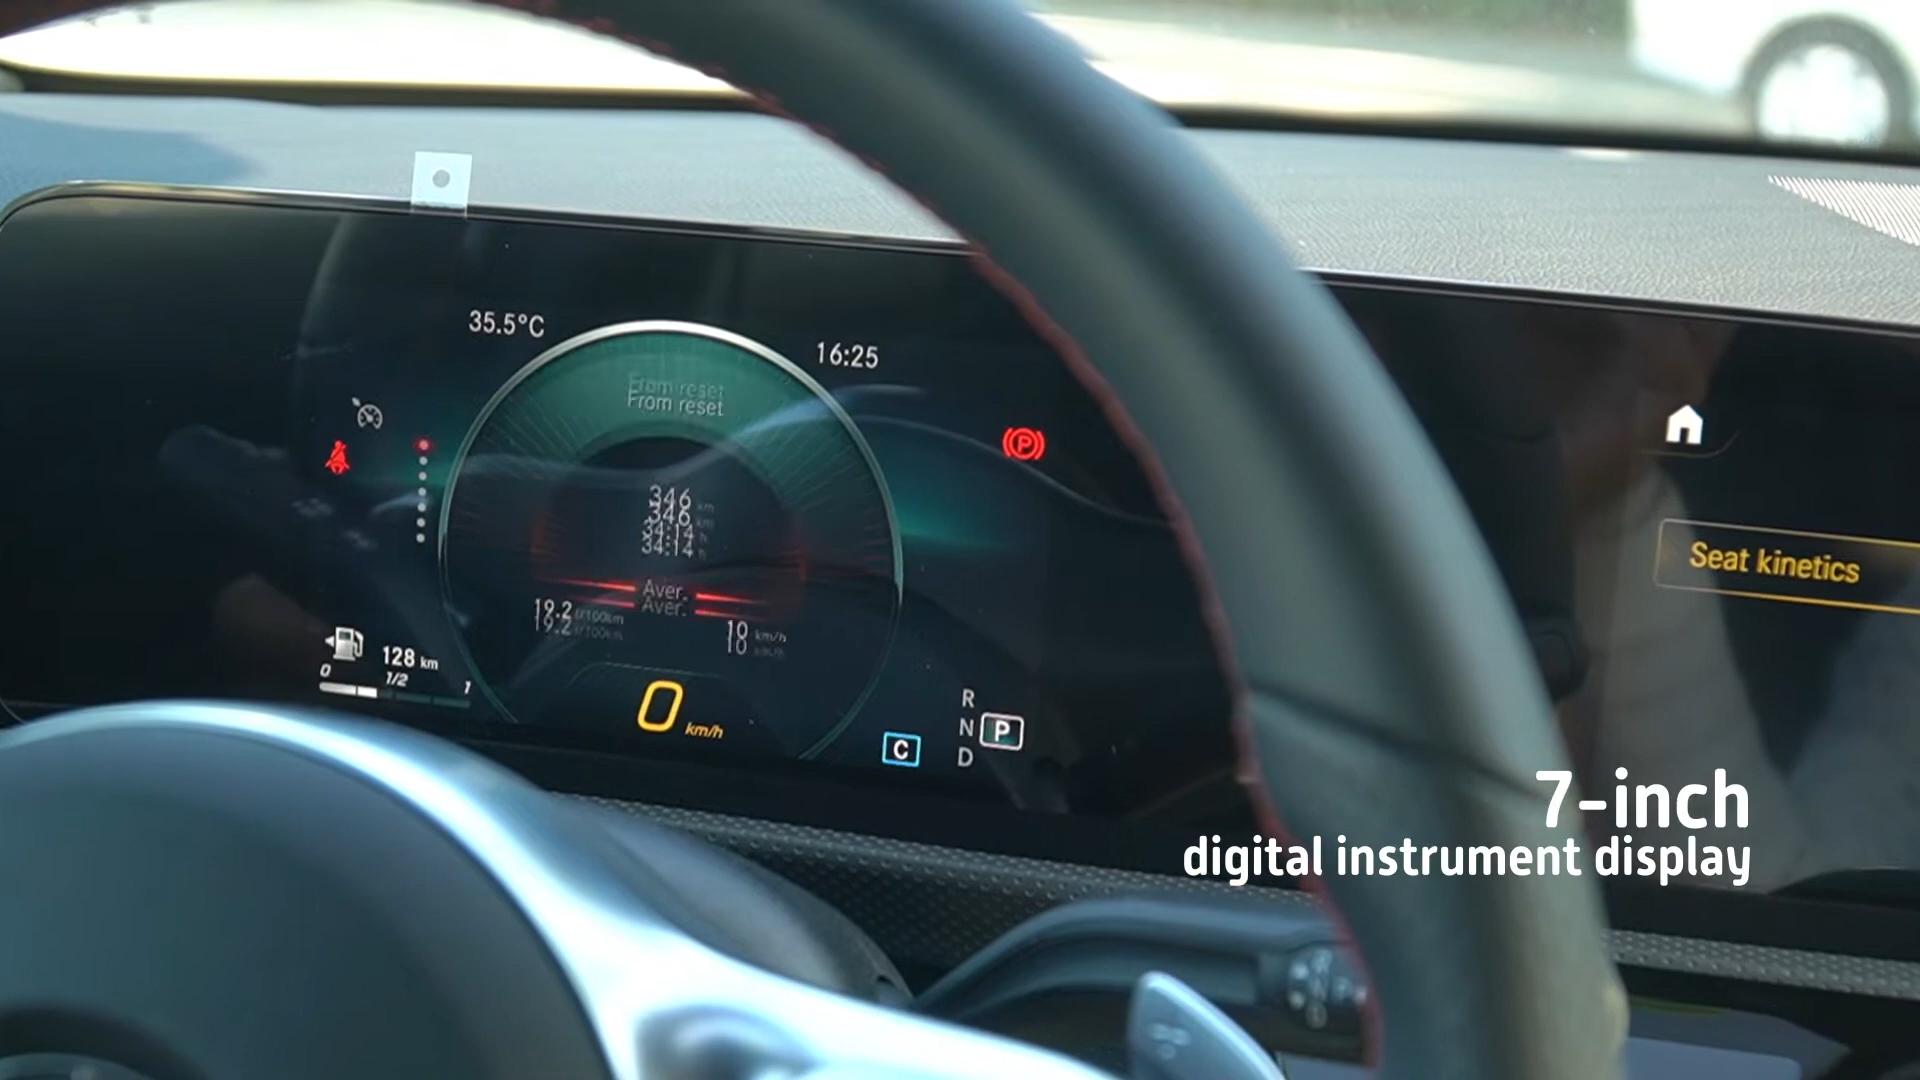 35.5°C
16:25
From reset
From reset
346 km
346 km
34:14 h
34:14 h
Aver.
Aver.
19.2 l/100km
19.2 l/100km
10 km/h
10 km/h
128 km
0 1/2 1
0 km/h
C
R
N P
D
Seat kinetics
7-inch
digital instrument display